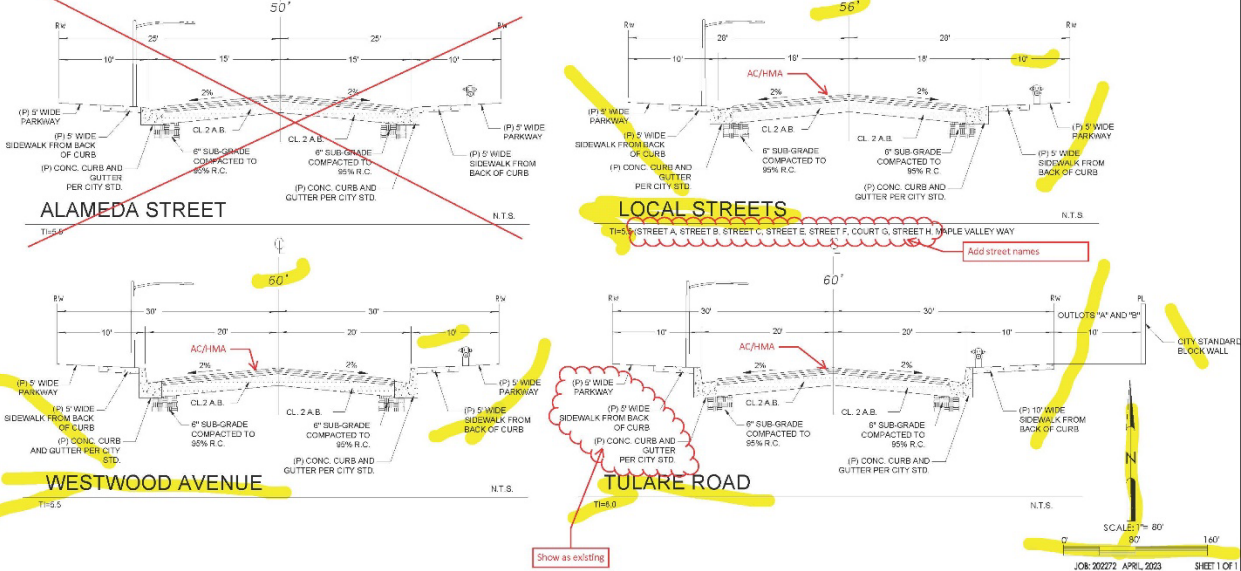 50'
RW
RW
25'
25'
10'
15'
15'
10'
2%
2%
(P) 5' WIDE
PARKWAY
(P) 5' WIDE
SIDEWALK FROM BACK
OF CURB
(P) CONC. CURB AND
GUTTER
PER CITY STD.
CL 2 A.B.
6" SUB-GRADE
COMPACTED TO
95% R.C.
CL. 2 A.B.
6" SUB-GRADE
COMPACTED TO
95% R.C.
(P) CONC. CURB AND
GUTTER PER CITY STD.
(P) 5' WIDE
PARKWAY
(P) 5' WIDE
SIDEWALK FROM
BACK OF CURB
ALAMEDA STREET
N.T.S.
TI=5.5
56'
RW
RW
28'
28'
10'
18'
18'
10'
AC/HMA
2%
2%
(P) 5' WIDE
PARKWAY
(P) 5' WIDE
SIDEWALK FROM BACK
OF CURB
(P) CONC. CURB AND
GUTTER
PER CITY STD.
CL 2 A.B.
6" SUB-GRADE
COMPACTED TO
95% R.C.
CL. 2 A.B.
6" SUB-GRADE
COMPACTED TO
95% R.C.
(P) CONC. CURB AND
GUTTER PER CITY STD.
(P) 5' WIDE
PARKWAY
(P) 5' WIDE
SIDEWALK FROM
BACK OF CURB
LOCAL STREETS
N.T.S.
TI=5.5 (STREET A, STREET B, STREET C, STREET E, STREET F, COURT G, STREET H, MAPLE VALLEY WAY
Add street names
60'
RW
RW
30'
30'
10'
20'
20'
10'
AC/HMA
2%
2%
(P) 5' WIDE
PARKWAY
(P) 5' WIDE
SIDEWALK FROM BACK
OF CURB
(P) CONC. CURB
AND GUTTER PER CITY
STD.
CL. 2 A.B.
6" SUB-GRADE
COMPACTED TO
95% R.C.
CL. 2 A.B.
6" SUB-GRADE
COMPACTED TO
95% R.C.
(P) CONC. CURB AND
GUTTER PER CITY STD.
(P) 5' WIDE
PARKWAY
(P) 5' WIDE
SIDEWALK FROM
BACK OF CURB
WESTWOOD AVENUE
N.T.S.
TI=5.5
60'
RW
RW
PL
30'
30'
OUTLOTS "A" AND "B"
10'
20'
20'
10'
10'
CITY STANDARD
BLOCK WALL
AC/HMA
2%
2%
(P) 5' WIDE
PARKWAY
(P) 5' WIDE
SIDEWALK FROM BACK
OF CURB
(P) CONC. CURB AND
GUTTER
PER CITY STD.
CL. 2 A.B.
6" SUB-GRADE
COMPACTED TO
95% R.C.
CL. 2 A.B.
6" SUB-GRADE
COMPACTED TO
95% R.C.
(P) CONC. CURB AND
GUTTER PER CITY STD.
(P) 10' WIDE
SIDEWALK FROM
BACK OF CURB
TULARE ROAD
N.T.S.
TI=6.0
Show as existing
N
SCALE: 1"= 80'
0'
80'
160'
JOB: 202272 APRIL, 2023 SHEET 1 OF 1